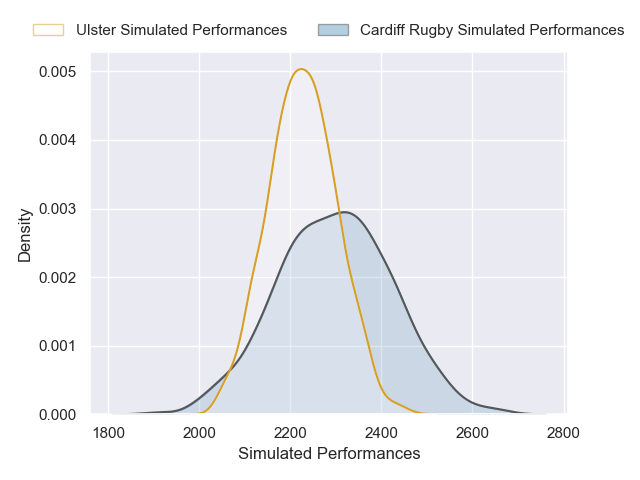 Ulster Simulated Performances Cardiff Rugby Simulated Performances
0.005
0.004
0.003
0.002
0.001
0.000
Density
1800 2000 2200 2400 2600 2800
Simulated Performances